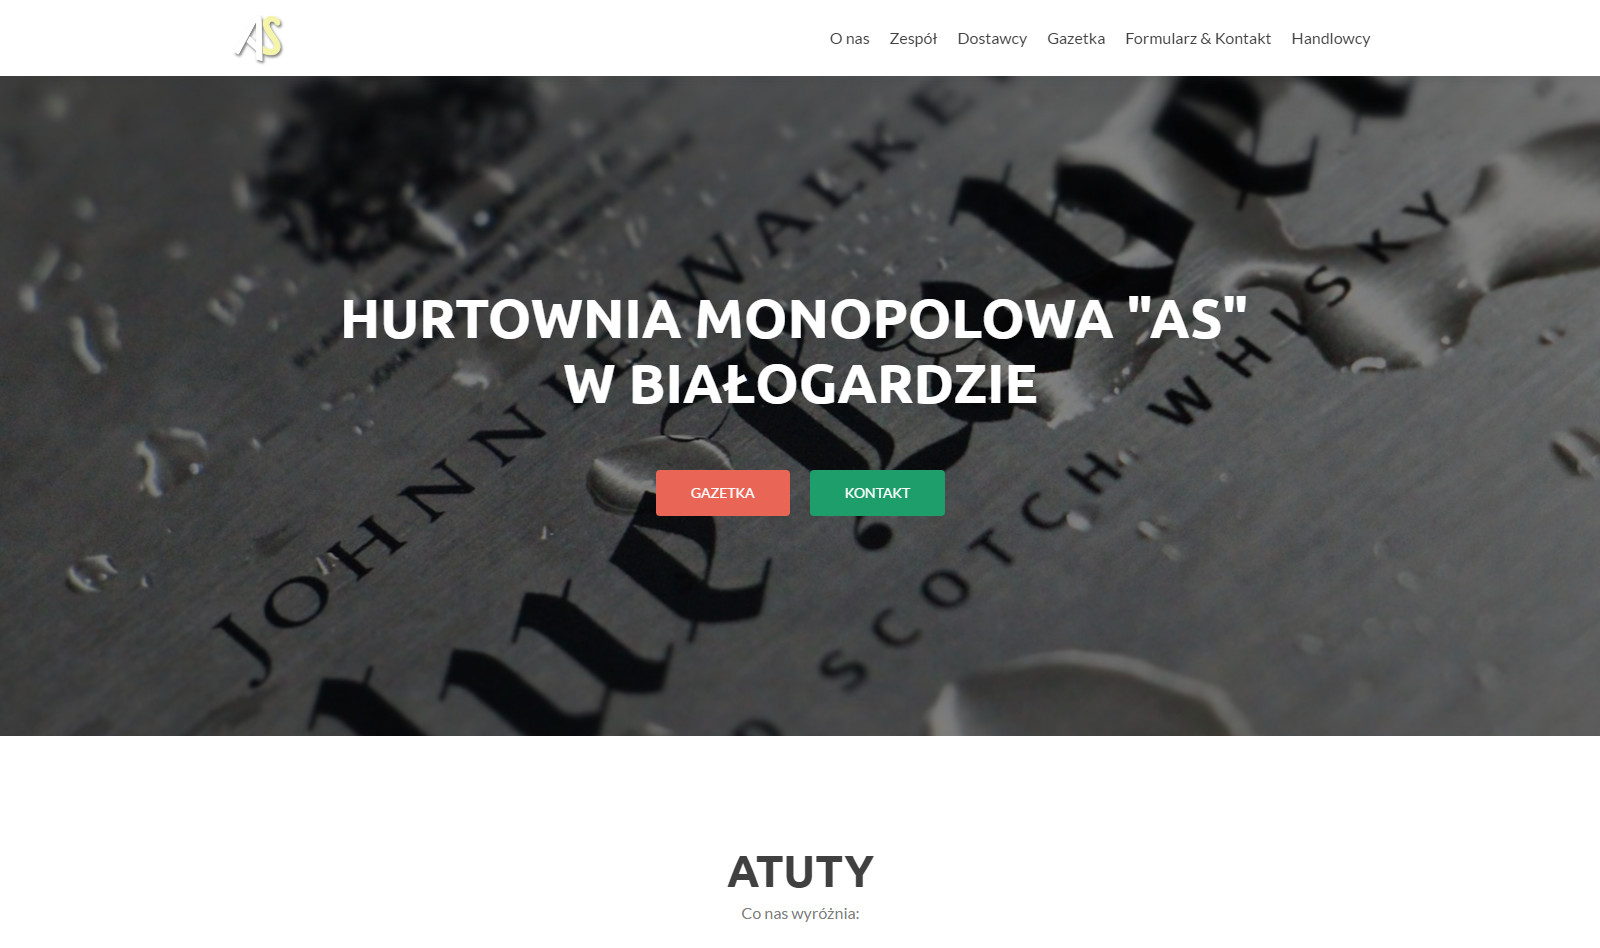 AS
O nas Zespół Dostawcy Gazetka Formularz & Kontakt Handlowcy
JOHNNIE WALKER
SCOTCH WHISKY
HURTOWNIA MONOPOLOWA "AS"
W BIAŁOGARDZIE
GAZETKA KONTAKT
ATUTY
Co nas wyróżnia: